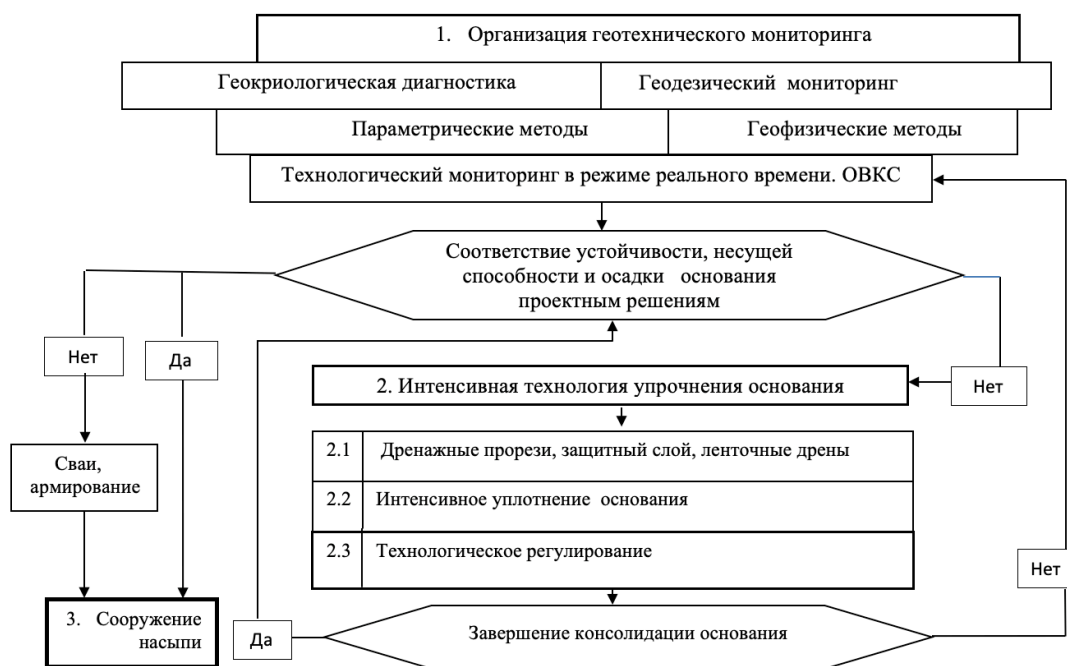 1. Организация геотехнического мониторинга
Геокриологическая диагностика
Геодезический мониторинг
Параметрические методы
Геофизические методы
Технологический мониторинг в режиме реального времени. ОВКС
Соответствие устойчивости, несущей
способности и осадки основания
проектным решениям
Нет
Да
Нет
2. Интенсивная технология упрочнения основания
2.1 Дренажные прорези, защитный слой, ленточные дрены
2.2 Интенсивное уплотнение основания
2.3 Технологическое регулирование
Сваи,
армирование
Нет
3. Сооружение
насыпи
Да
Завершение консолидации основания